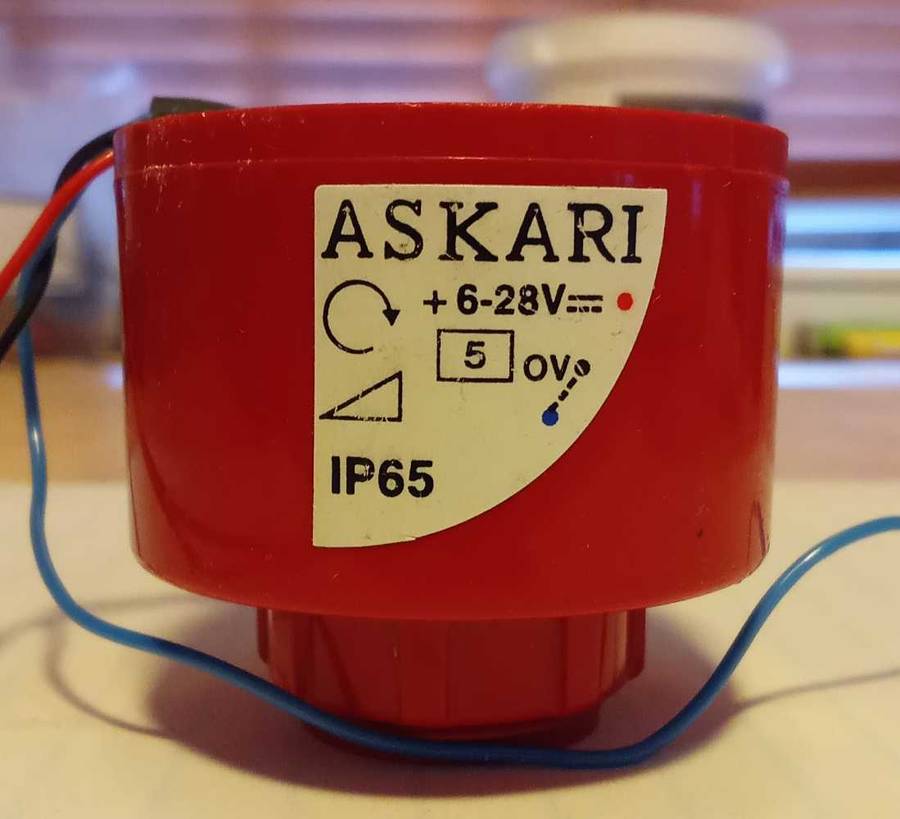 ASKARI
+ 6-28V
5
OV
IP65